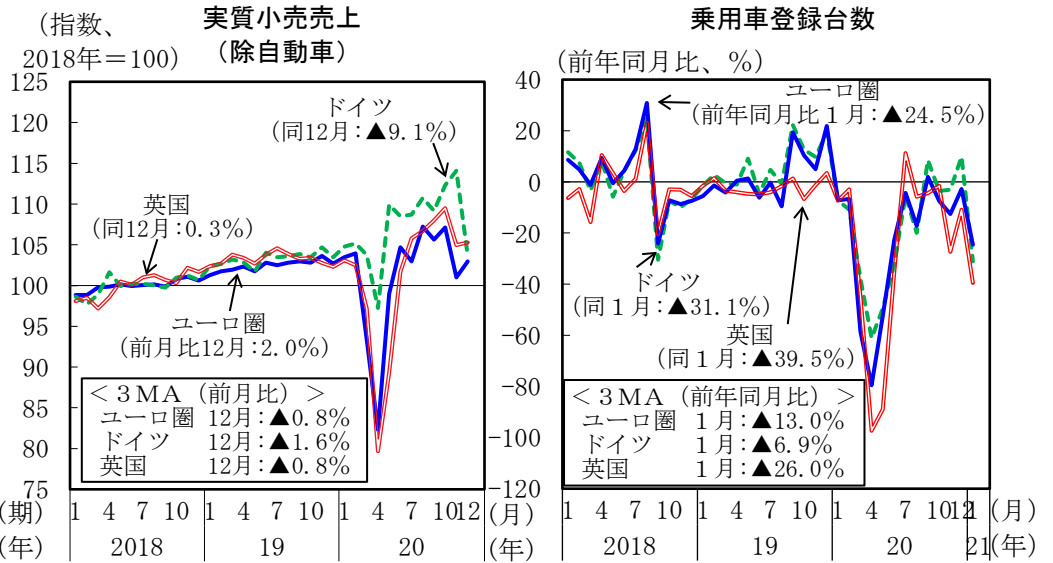 実質小売売上
（除自動車）
（指数、
2018年＝100）
125
120
115
110
105
100
95
90
85
80
75
ドイツ
（同12月：▲9.1%）
英国
（同12月：0.3%）
ユーロ圏
（前月比12月：2.0%）
＜３MA（前月比）＞
ユーロ圏 12月：▲0.8%
ドイツ 12月：▲1.6%
英国 12月：▲0.8%
（期） 1 4 7 10 1 4 7 10 1 4 7 10 12 （月）
（年） 2018 19 20 （年）
乗用車登録台数
（前年同月比、%）
40
20
0
−20
−40
−60
−80
−100
−120
ユーロ圏
（前年同月比１月：▲24.5%）
ドイツ
（同１月：▲31.1%）
英国
（同１月：▲39.5%）
＜３MA（前年同月比）＞
ユーロ圏 １月：▲13.0%
ドイツ １月：▲6.9%
英国 １月：▲26.0%
1 4 7 10 1 4 7 10 1 4 7 10 12 1 （月）
2018 19 20 21 （年）